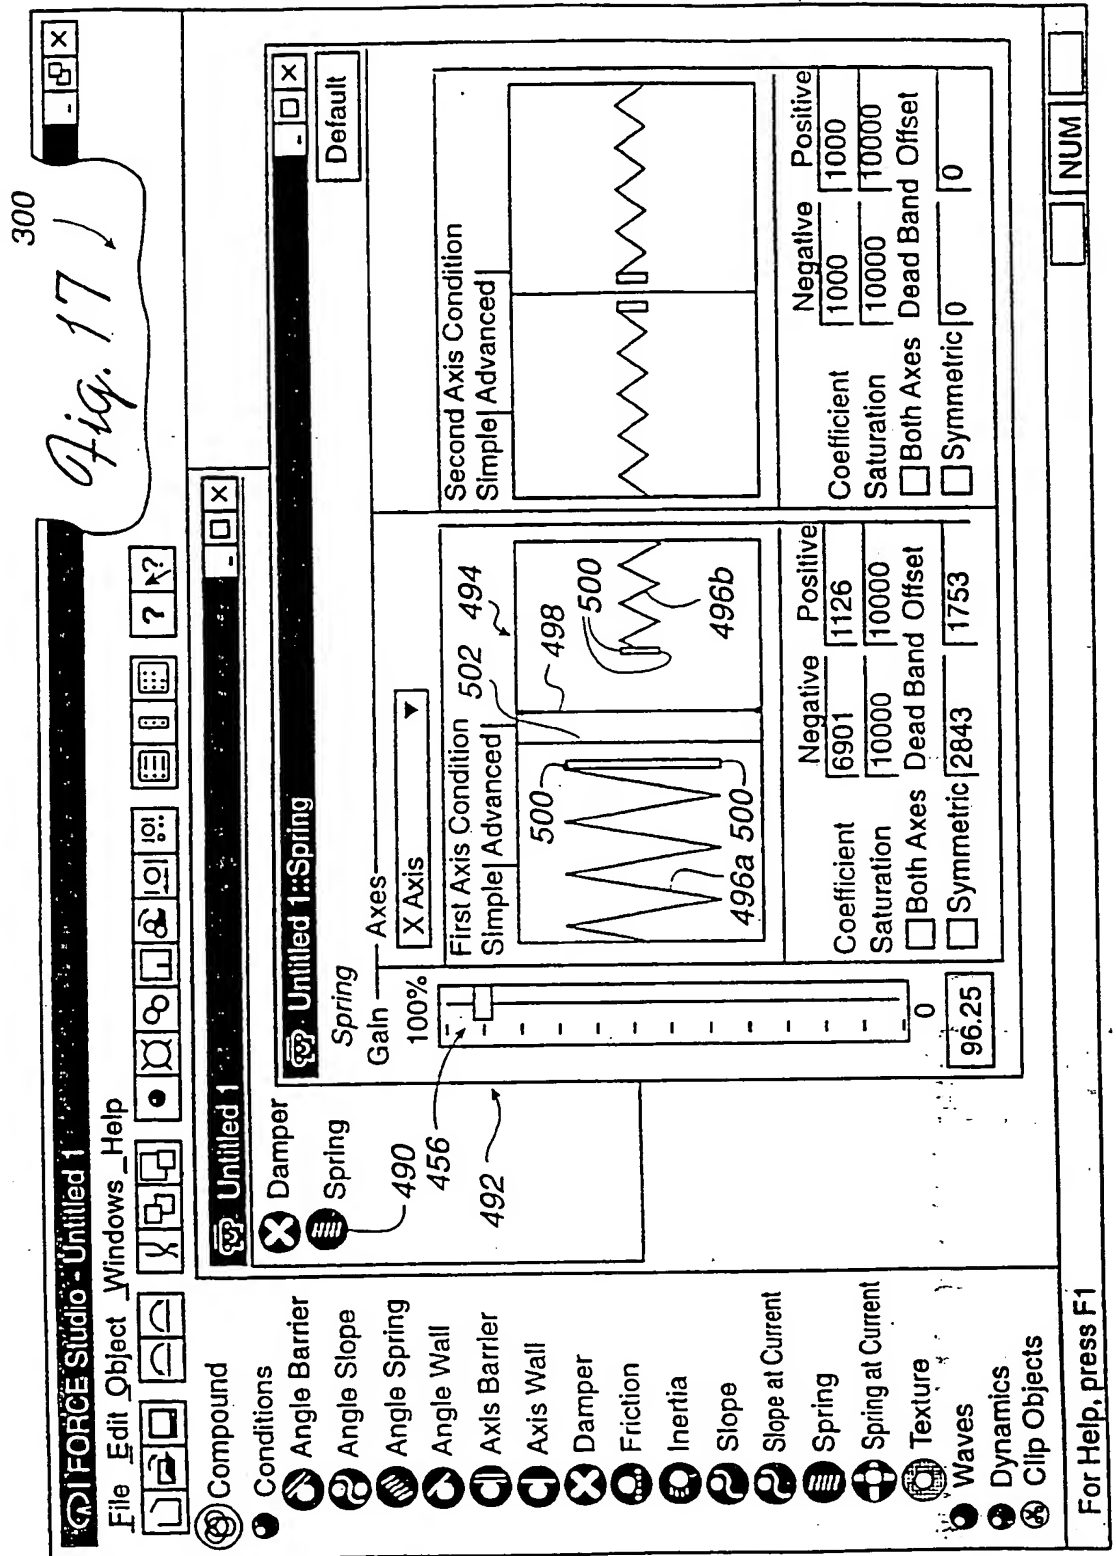 Fig. 17
300
I FORCE Studio - Untitled 1
File Edit Object Windows Help
Compound
Conditions
Angle Barrier
Angle Slope
Angle Spring
Angle Wall
Axis Barrier
Axis Wall
Damper
Friction
Inertia
Slope
Slope at Current
Spring
Spring at Current
Texture
Waves
Dynamics
Clip Objects
Untitled 1
Damper
Spring
490
456
492
Untitled 1::Spring
Default
Spring
Gain
100%
0
96.25
Axes
X Axis
First Axis Condition
Simple Advanced
502
494
498
500
500
500
496a
496b
Negative Positive
Coefficient 6901 1126
Saturation 10000 10000
Both Axes Dead Band Offset
Symmetric 2843 1753
Second Axis Condition
Simple Advanced
Negative Positive
Coefficient 1000 1000
Saturation 10000 10000
Both Axes Dead Band Offset
Symmetric 0 0
For Help, press F1
NUM